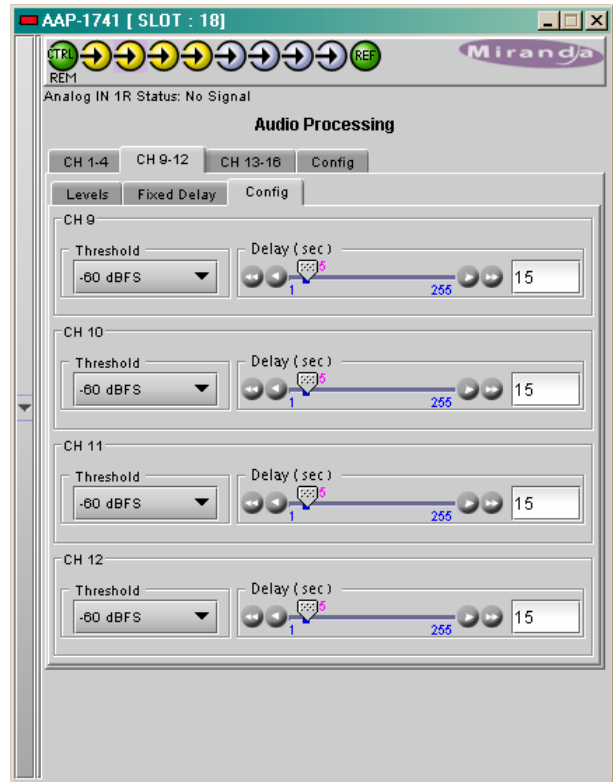 AAP-1741 [ SLOT : 18]
CTRL REF Miranda
REM
Analog IN 1R Status: No Signal
Audio Processing
CH 1-4 CH 9-12 CH 13-16 Config
Levels Fixed Delay Config
CH 9
Threshold Delay ( sec )
-60 dBFS 5 15
1 255
CH 10
Threshold Delay ( sec )
-60 dBFS 5 15
1 255
CH 11
Threshold Delay ( sec )
-60 dBFS 5 15
1 255
CH 12
Threshold Delay ( sec )
-60 dBFS 5 15
1 255